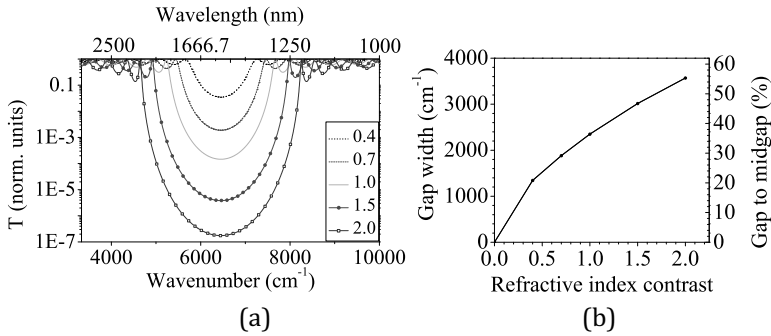 Wavelength (nm)
2500 1666.7 1250 1000
(a)
T (norm. units)
0.1
1E-3
1E-5
1E-7
0.4
0.7
1.0
1.5
2.0
4000 6000 8000 10000
Wavenumber (cm⁻¹)
(a)
(b)
Gap width (cm⁻¹)
4000
3000
2000
1000
0
0.0 0.5 1.0 1.5 2.0
Refractive index contrast
60
50
40
30
20
10
0
Gap to midgap (%)
(b)